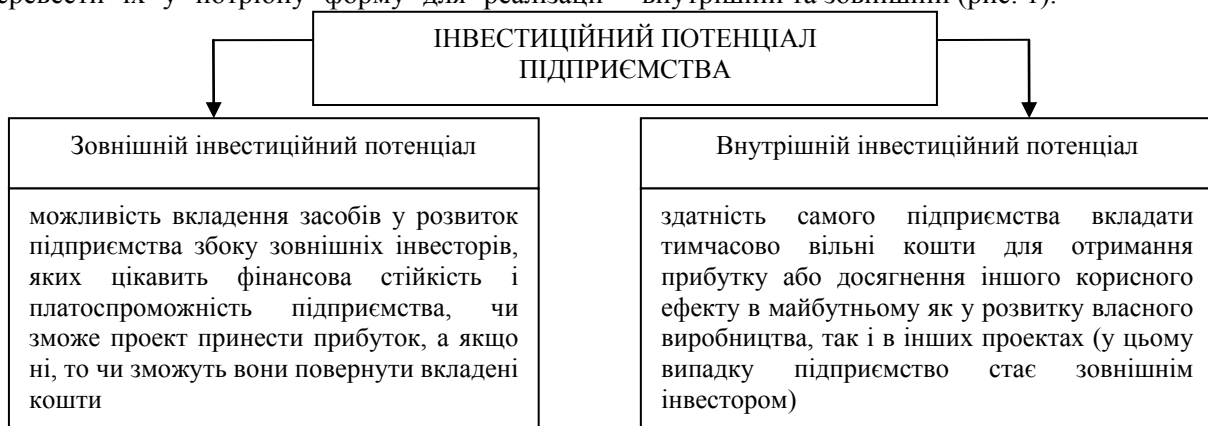 перевести їх у потрібну форму для реалізації внутрішній та зовнішній (рис. 1).
ІНВЕСТИЦІЙНИЙ ПОТЕНЦІАЛ
ПІДПРИЄМСТВА
Зовнішній інвестиційний потенціал
можливість вкладення засобів у розвиток
підприємства збоку зовнішніх інвесторів,
яких цікавить фінансова стійкість і
платоспроможність підприємства, чи
зможе проект принести прибуток, а якщо
ні, то чи зможуть вони повернути вкладені
кошти
Внутрішній інвестиційний потенціал
здатність самого підприємства вкладати
тимчасово вільні кошти для отримання
прибутку або досягнення іншого корисного
ефекту в майбутньому як у розвитку власного
виробництва, так і в інших проектах (у цьому
випадку підприємство стає зовнішнім
інвестором)